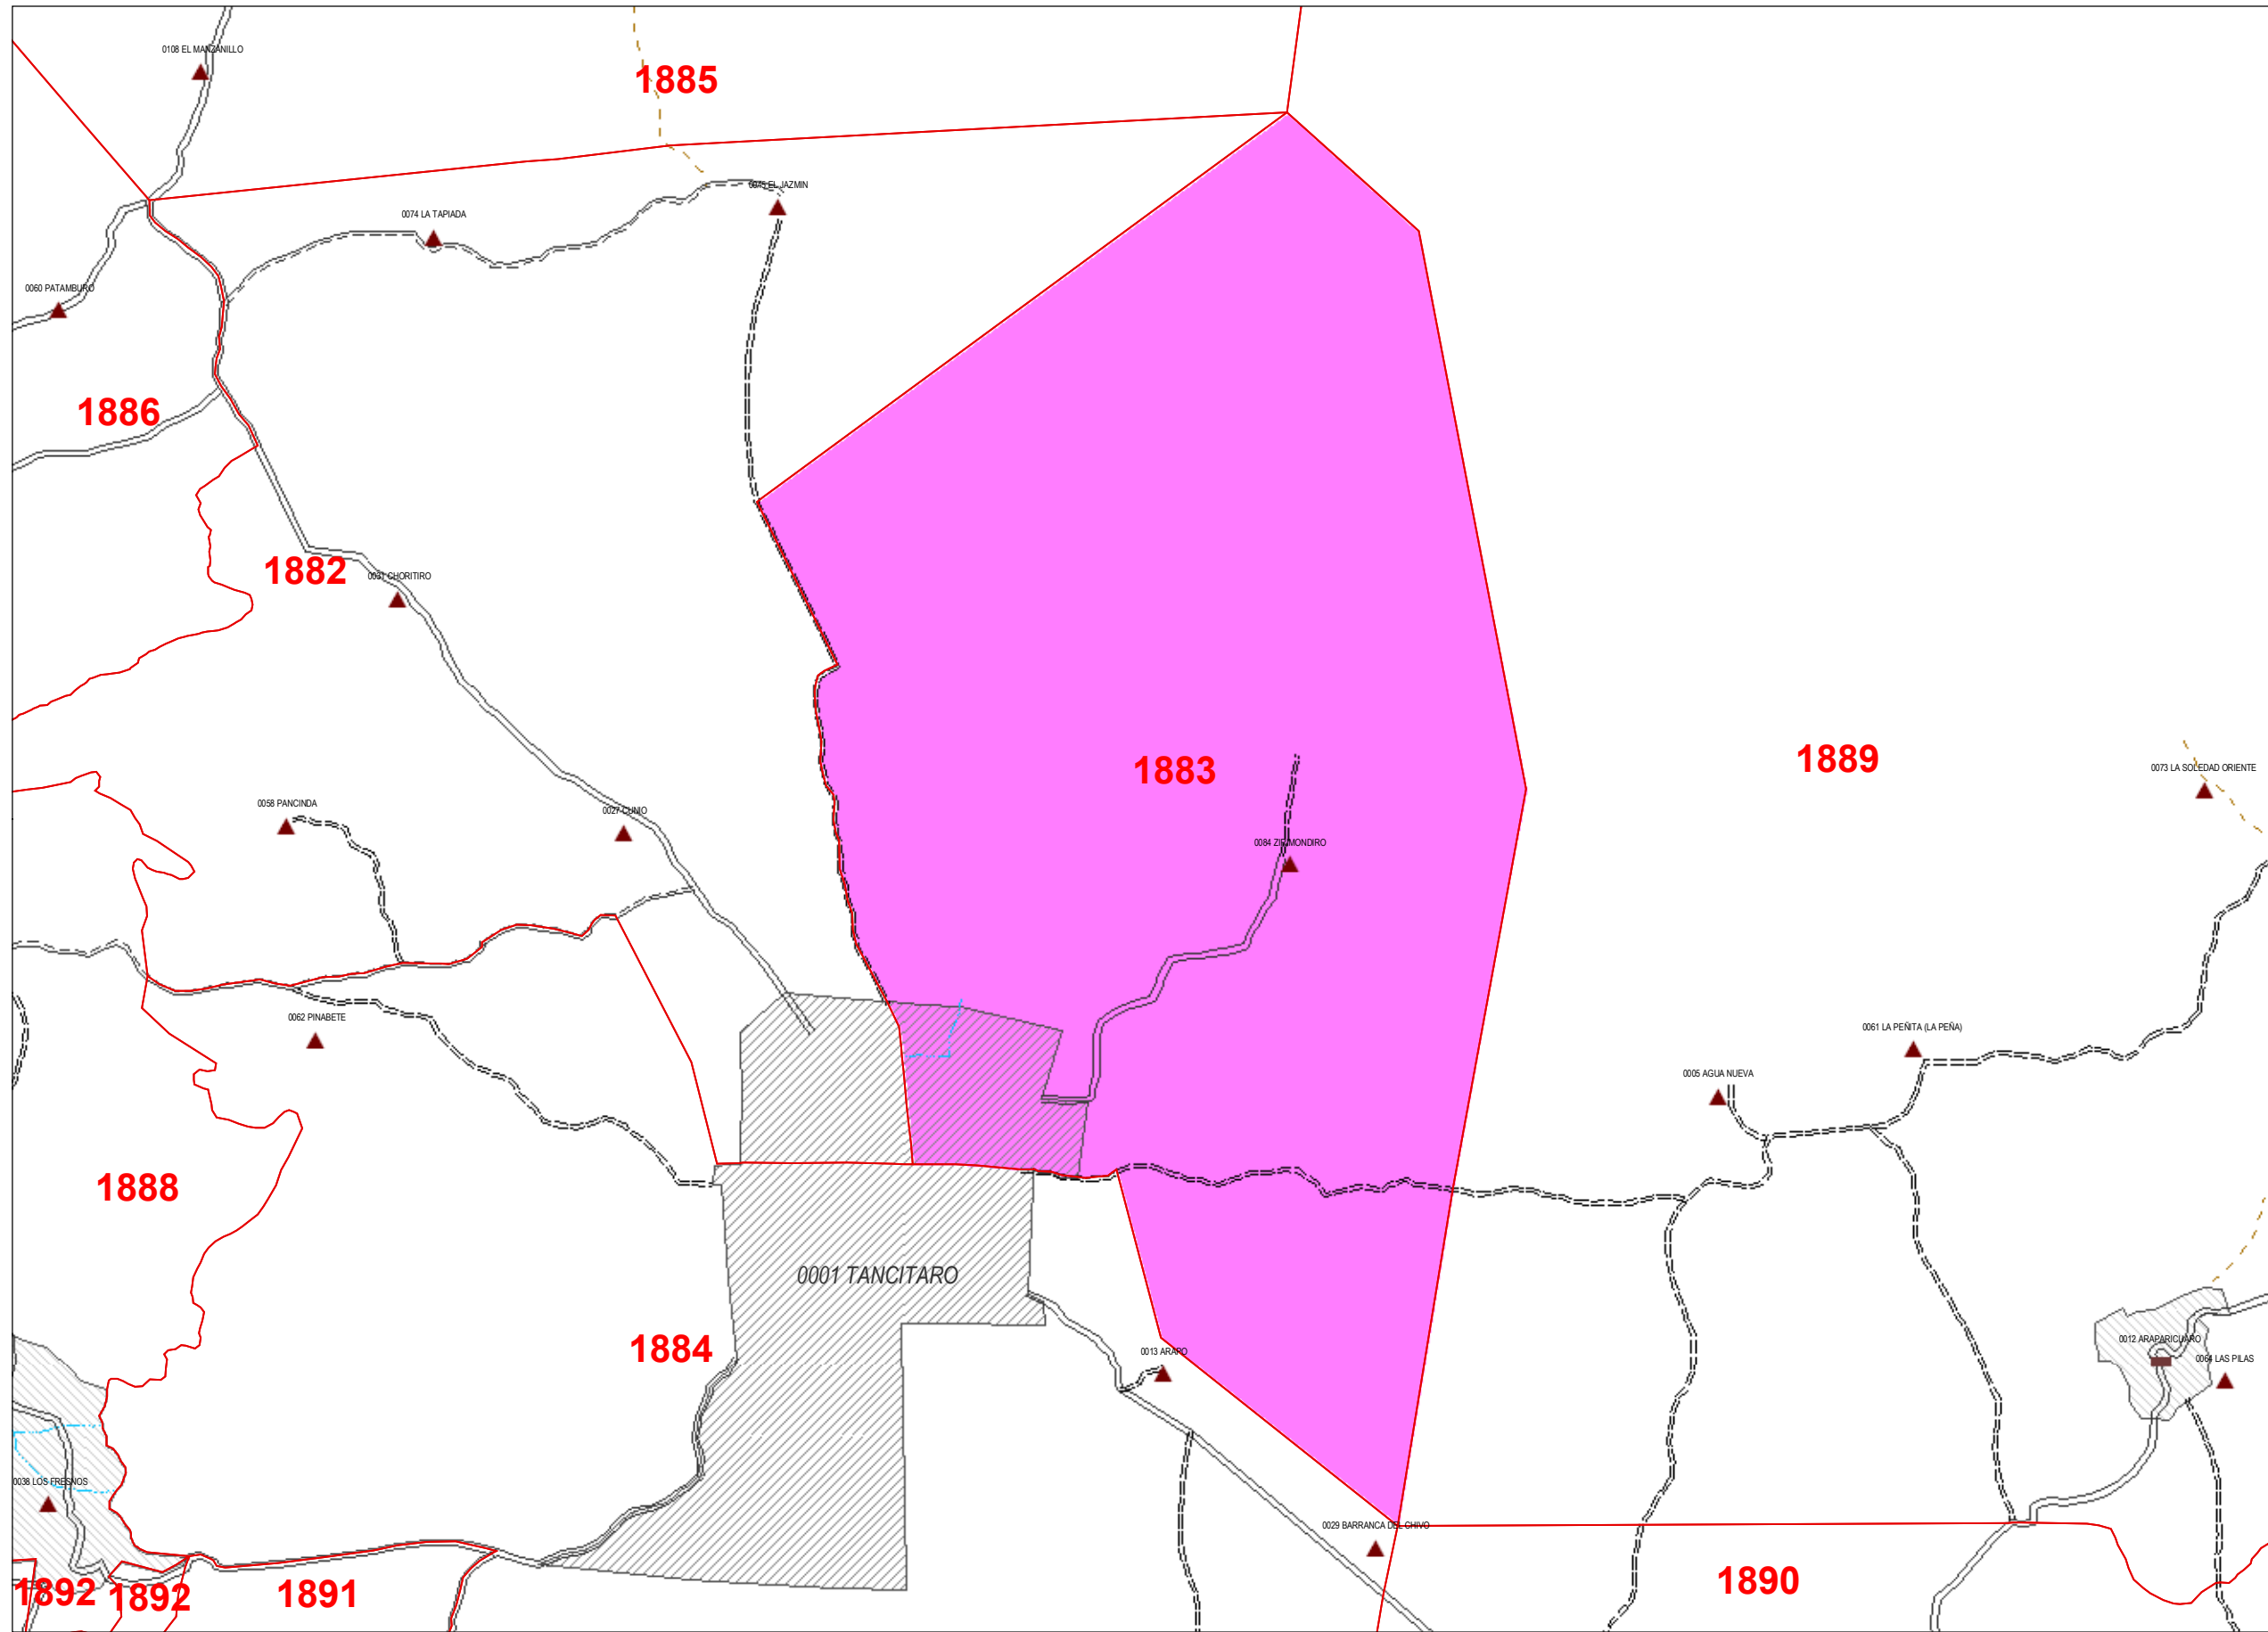 0108 EL MANZANILLO
1885
0045 EL JAZMIN
0074 LA TAPIADA
0060 PATAMBURO
1886
1882
0031 CHORITIRO
1883
1889
0073 LA SOLEDAD ORIENTE
0058 PANCINDA
0027 CUNIO
0084 ZIRIMONDIRO
0062 PINABETE
0061 LA PEÑITA (LA PEÑA)
0005 AGUA NUEVA
1888
0001 TANCITARO
1884
0013 ARAPO
0012 ARAPARICUARO
0064 LAS PILAS
0038 LOS FRESNOS
0029 BARRANCA DEL CHIVO
1892
1892
1891
1890